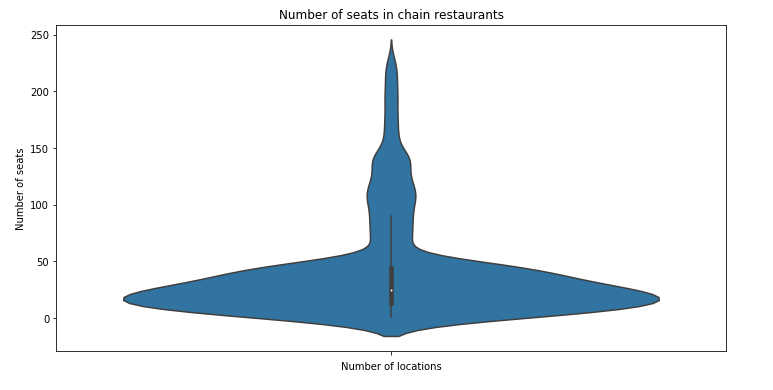 Number of seats in chain restaurants
250
200
150
100
50
0
Number of seats
Number of locations